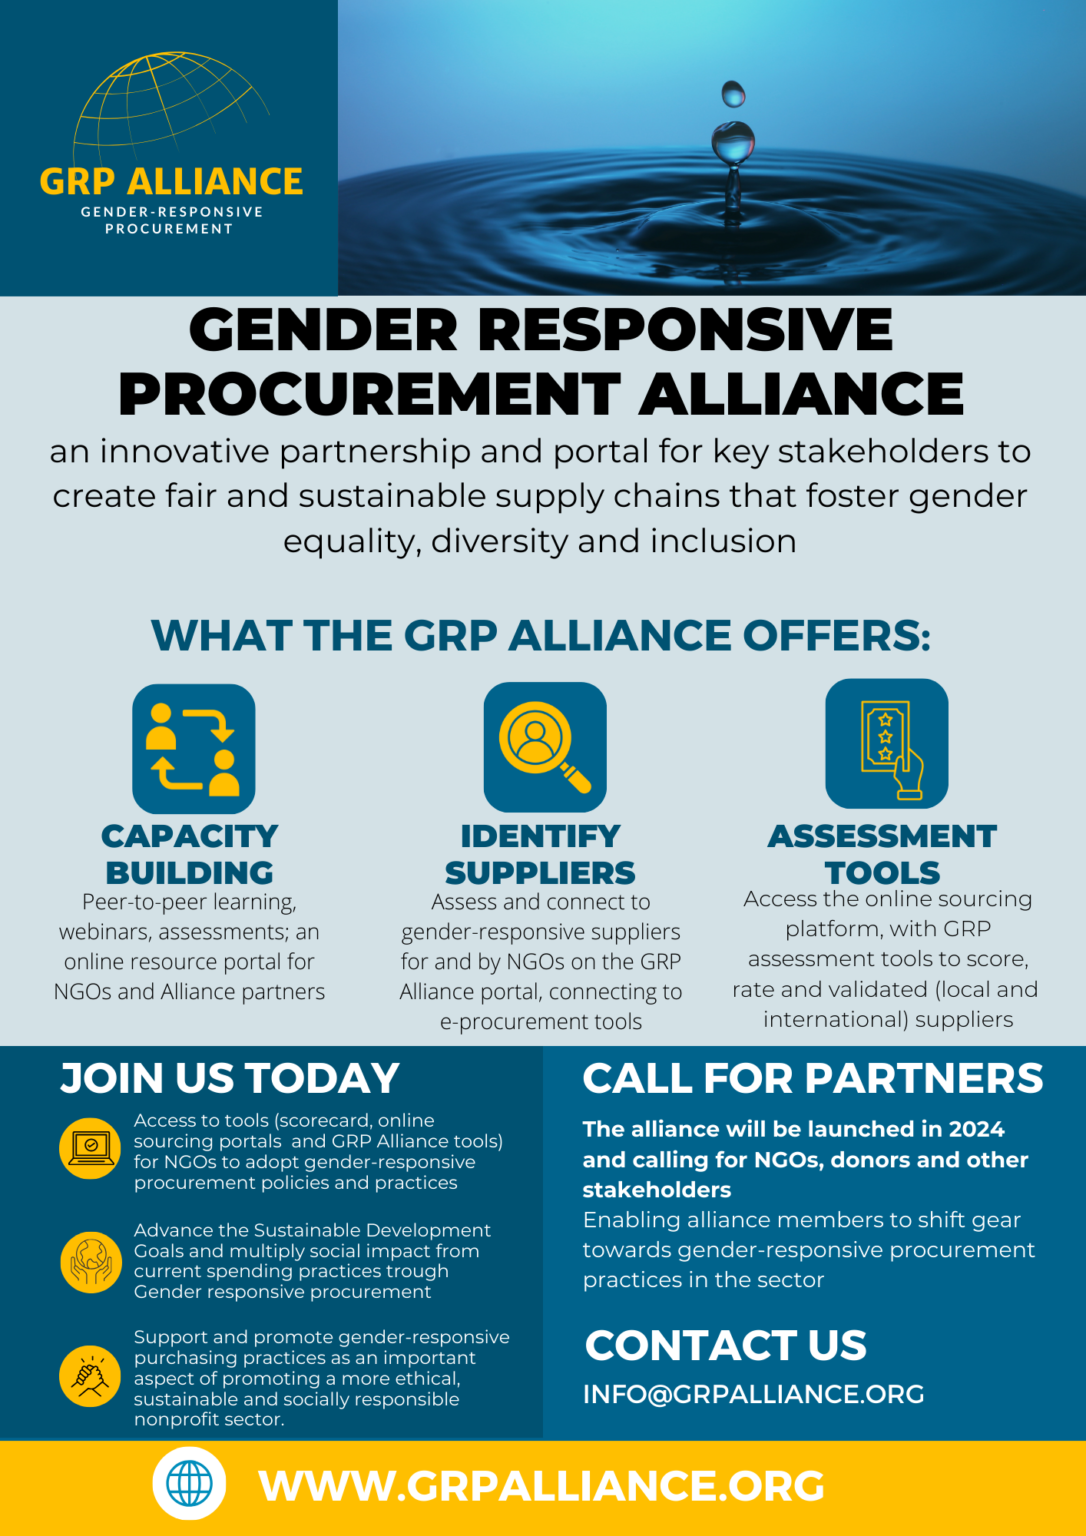 GRP ALLIANCE
GENDER-RESPONSIVE
PROCUREMENT
GENDER RESPONSIVE
PROCUREMENT ALLIANCE
an innovative partnership and portal for key stakeholders to
create fair and sustainable supply chains that foster gender
equality, diversity and inclusion
WHAT THE GRP ALLIANCE OFFERS:
CAPACITY
BUILDING
Peer-to-peer learning,
webinars, assessments; an
online resource portal for
NGOs and Alliance partners
IDENTIFY
SUPPLIERS
Assess and connect to
gender-responsive suppliers
for and by NGOs on the GRP
Alliance portal, connecting to
e-procurement tools
ASSESSMENT
TOOLS
Access the online sourcing
platform, with GRP
assessment tools to score,
rate and validated (local and
international) suppliers
JOIN US TODAY
Access to tools (scorecard, online
sourcing portals  and GRP Alliance tools)
for NGOs to adopt gender-responsive
procurement policies and practices
Advance the Sustainable Development
Goals and multiply social impact from
current spending practices trough
Gender responsive procurement
Support and promote gender-responsive
purchasing practices as an important
aspect of promoting a more ethical,
sustainable and socially responsible
nonprofit sector.
CALL FOR PARTNERS
The alliance will be launched in 2024
and calling for NGOs, donors and other
stakeholders
Enabling alliance members to shift gear
towards gender-responsive procurement
practices in the sector
CONTACT US
INFO@GRPALLIANCE.ORG
WWW.GRPALLIANCE.ORG